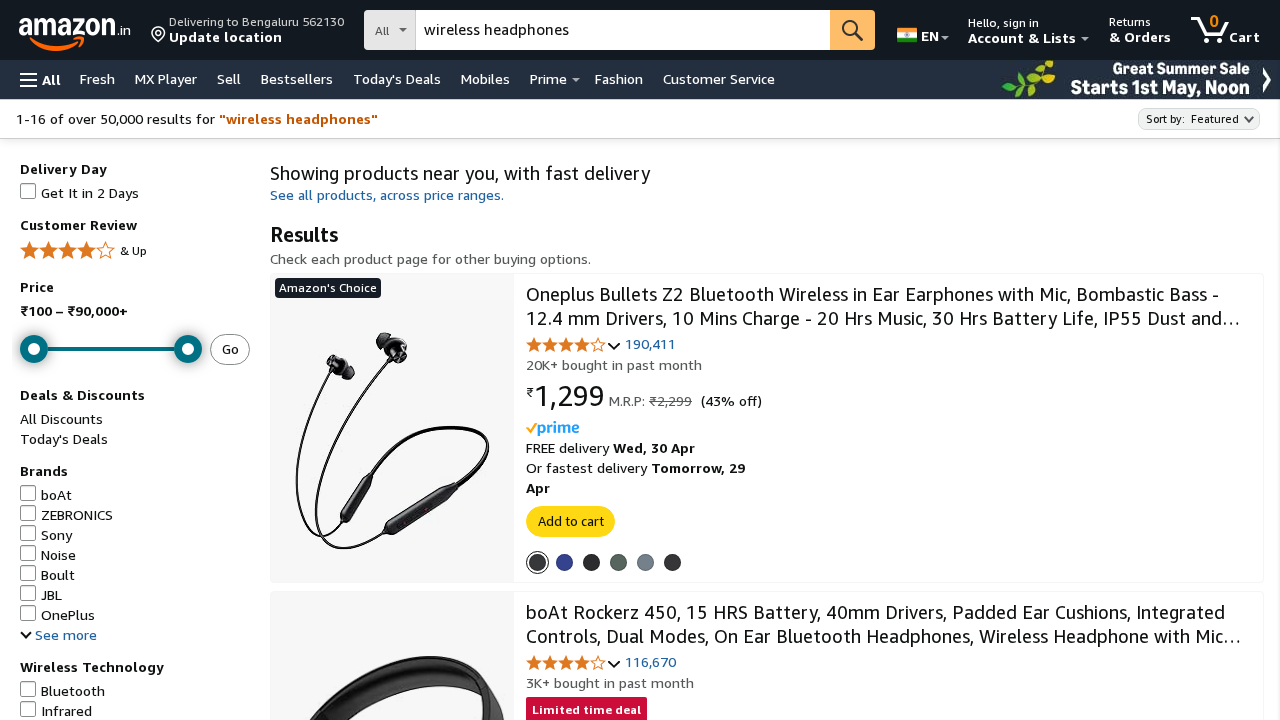 amazon.in
Delivering to Bengaluru 562130
Update location
All
wireless headphones
EN
Hello, sign in
Account & Lists
Returns
& Orders
0
Cart
All
Fresh
MX Player
Sell
Bestsellers
Today's Deals
Mobiles
Prime
Fashion
Customer Service
Great Summer Sale
Starts 1st May, Noon
1-16 of over 50,000 results for "wireless headphones"
Sort by: Featured
Delivery Day
Get It in 2 Days
Customer Review
& Up
Price
₹100 – ₹90,000+
Go
Deals & Discounts
All Discounts
Today's Deals
Brands
boAt
ZEBRONICS
Sony
Noise
Boult
JBL
OnePlus
See more
Wireless Technology
Bluetooth
Infrared
Showing products near you, with fast delivery
See all products, across price ranges.
Results
Check each product page for other buying options.
Amazon's Choice
Oneplus Bullets Z2 Bluetooth Wireless in Ear Earphones with Mic, Bombastic Bass -
12.4 mm Drivers, 10 Mins Charge - 20 Hrs Music, 30 Hrs Battery Life, IP55 Dust and…
190,411
20K+ bought in past month
₹1,299 M.R.P: ₹2,299 (43% off)
prime
FREE delivery Wed, 30 Apr
Or fastest delivery Tomorrow, 29
Apr
Add to cart
boAt Rockerz 450, 15 HRS Battery, 40mm Drivers, Padded Ear Cushions, Integrated
Controls, Dual Modes, On Ear Bluetooth Headphones, Wireless Headphone with Mic…
116,670
3K+ bought in past month
Limited time deal